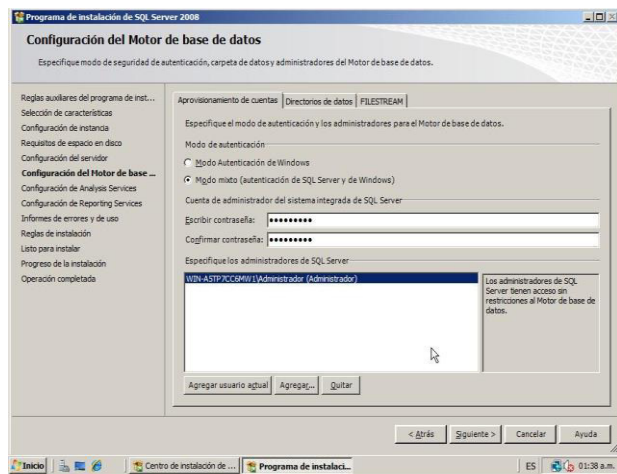 Programa de instalación de SQL Server 2008
Configuración del Motor de base de datos
Especifique modo de seguridad de autenticación, carpeta de datos y administradores del Motor de base de datos.
Reglas auxiliares del programa de inst...
Selección de características
Configuración de instancia
Requisitos de espacio en disco
Configuración del servidor
Configuración del Motor de base ...
Configuración de Analysis Services
Configuración de Reporting Services
Informes de errores y de uso
Reglas de instalación
Listo para instalar
Progreso de la instalación
Operación completada
Aprovisionamiento de cuentas Directorios de datos FILESTREAM
Especifique el modo de autenticación y los administradores para el Motor de base de datos.
Modo de autenticación
Modo Autenticación de Windows
Modo mixto (autenticación de SQL Server y de Windows)
Cuenta de administrador del sistema integrada de SQL Server
Escribir contraseña: •••••••••
Confirmar contraseña: •••••••••
Especifique los administradores de SQL Server
WIN-A5TP7CC6MW1\Administrador (Administrador)
Los administradores de SQL
Server tienen acceso sin
restricciones al Motor de base de
datos.
Agregar usuario actual Agregar... Quitar
< Atrás Siguiente > Cancelar Ayuda
Inicio Centro de instalación de ... Programa de instalaci... ES 01:38 a.m.